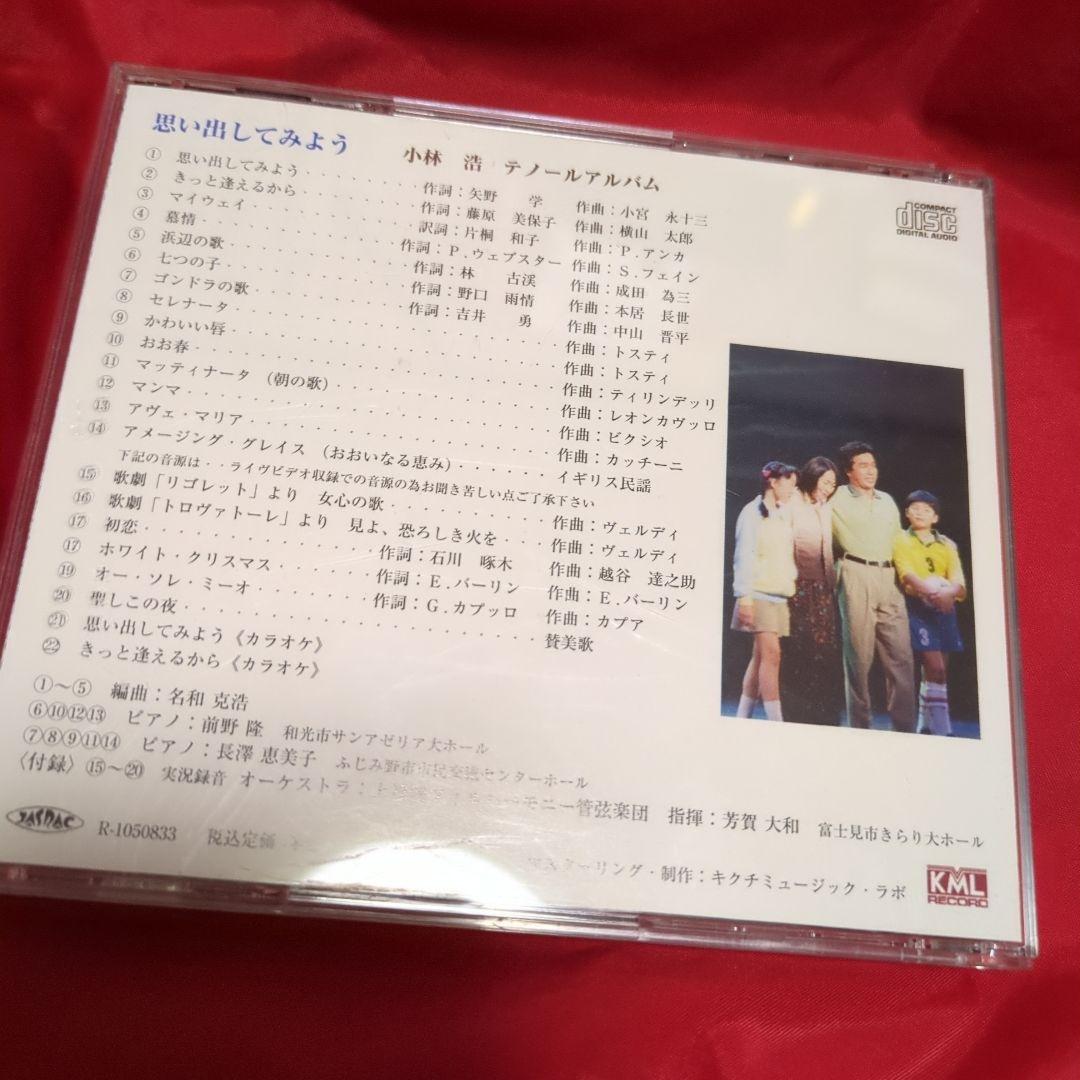 思い出してみよう 小林 浩 テノールアルバム
COMPACT disc DIGITAL AUDIO
① 思い出してみよう・・・・・・・・作詞：矢野 学 作曲：小宮 永十三
② きっと逢えるから・・・・・・・・作詞：藤原 美保子 作曲：横山 太郎
③ マイウェイ・・・・・・・・訳詞：片桐 和子 作曲：P.アンカ
④ 慕情・・・・・・・・作詞：P.ウェブスター 作曲：S.フェイン
⑤ 浜辺の歌・・・・・・・・作詞：林 古渓 作曲：成田 為三
⑥ 七つの子・・・・・・・・作詞：野口 雨情 作曲：本居 長世
⑦ ゴンドラの歌・・・・・・・・作詞：吉井 勇 作曲：中山 晋平
⑧ セレナータ・・・・・・・・作曲：トスティ
⑨ かわいい唇・・・・・・・・作曲：トスティ
⑩ おお春・・・・・・・・作曲：ティリンデッリ
⑪ マッティナータ （朝の歌）・・・・・・・・作曲：レオンカヴッロ
⑫ マンマ・・・・・・・・作曲：ビクシオ
⑬ アヴェ・マリア・・・・・・・・作曲：カッチーニ
⑭ アメージング・グレイス （おおいなる恵み）・・・・・・・・イギリス民謡
下記の音源は・・ライヴビデオ収録での音源の為お聞き苦しい点ご了承下さい
⑮ 歌劇「リゴレット」より 女心の歌・・・・・・・・作曲：ヴェルディ
⑯ 歌劇「トロヴァトーレ」より 見よ、恐ろしき火を・・・作曲：ヴェルディ
⑰ 初恋・・・・・・・・作詞：石川 啄木 作曲：越谷 達之助
⑰ ホワイト・クリスマス・・・・・・・・作詞：E.バーリン 作曲：E.バーリン
⑲ オー・ソレ・ミーオ・・・・・・・・作詞：G.カプッロ 作曲：カプア
⑳ 聖しこの夜・・・・・・・・賛美歌
㉑ 思い出してみよう《カラオケ》
㉒ きっと逢えるから《カラオケ》
①～⑤ 編曲：名和 克浩
⑥⑩⑫⑬ ピアノ：前野 隆 和光市サンアゼリア大ホール
⑦⑧⑨⑪⑭ ピアノ：長澤 恵美子 ふじみ野市市民交流センターホール
〈付録〉⑮～⑳ 実況録音 オーケストラ： モニー管弦楽団 指揮：芳賀 大和 富士見市きらり大ホール
JASRAC R-1050833 税込定価
マスターリング・制作：キクチミュージック・ラボ
KML RECORD
3
3